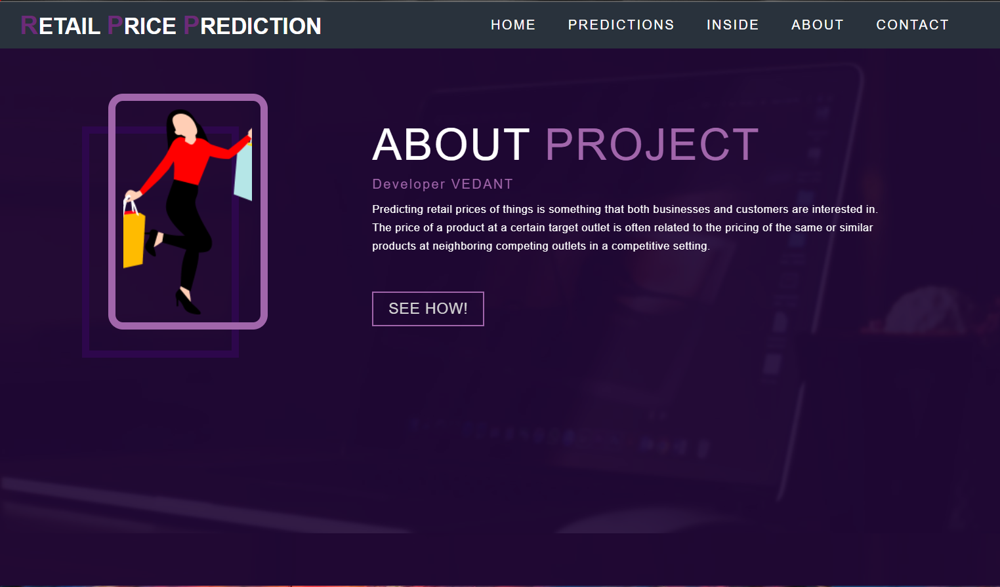 RETAIL PRICE PREDICTION
HOME PREDICTIONS INSIDE ABOUT CONTACT
ABOUT PROJECT
Developer VEDANT
Predicting retail prices of things is something that both businesses and customers are interested in.
The price of a product at a certain target outlet is often related to the pricing of the same or similar
products at neighboring competing outlets in a competitive setting.
SEE HOW!